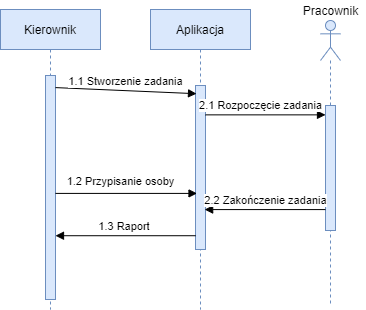 Pracownik
Kierownik
Aplikacja
1.1 Stworzenie zadania
2.1 Rozpoczęcie zadania
1.2 Przypisanie osoby
2.2 Zakończenie zadania
1.3 Raport